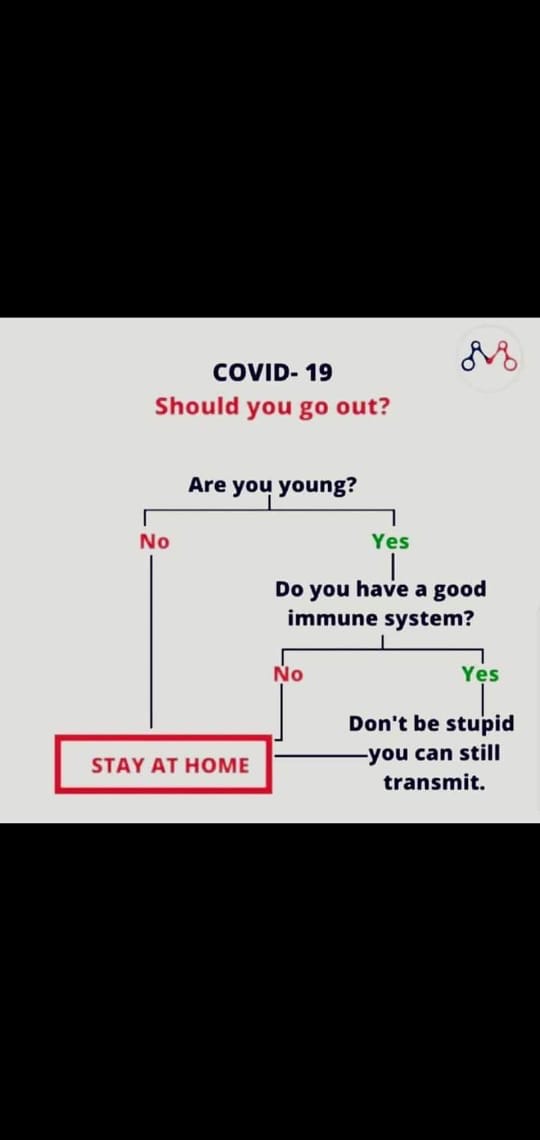 COVID- 19
Should you go out?
Are you young?
No
Yes
Do you have a good
immune system?
No
Yes
Don't be stupid
you can still
transmit.
STAY AT HOME